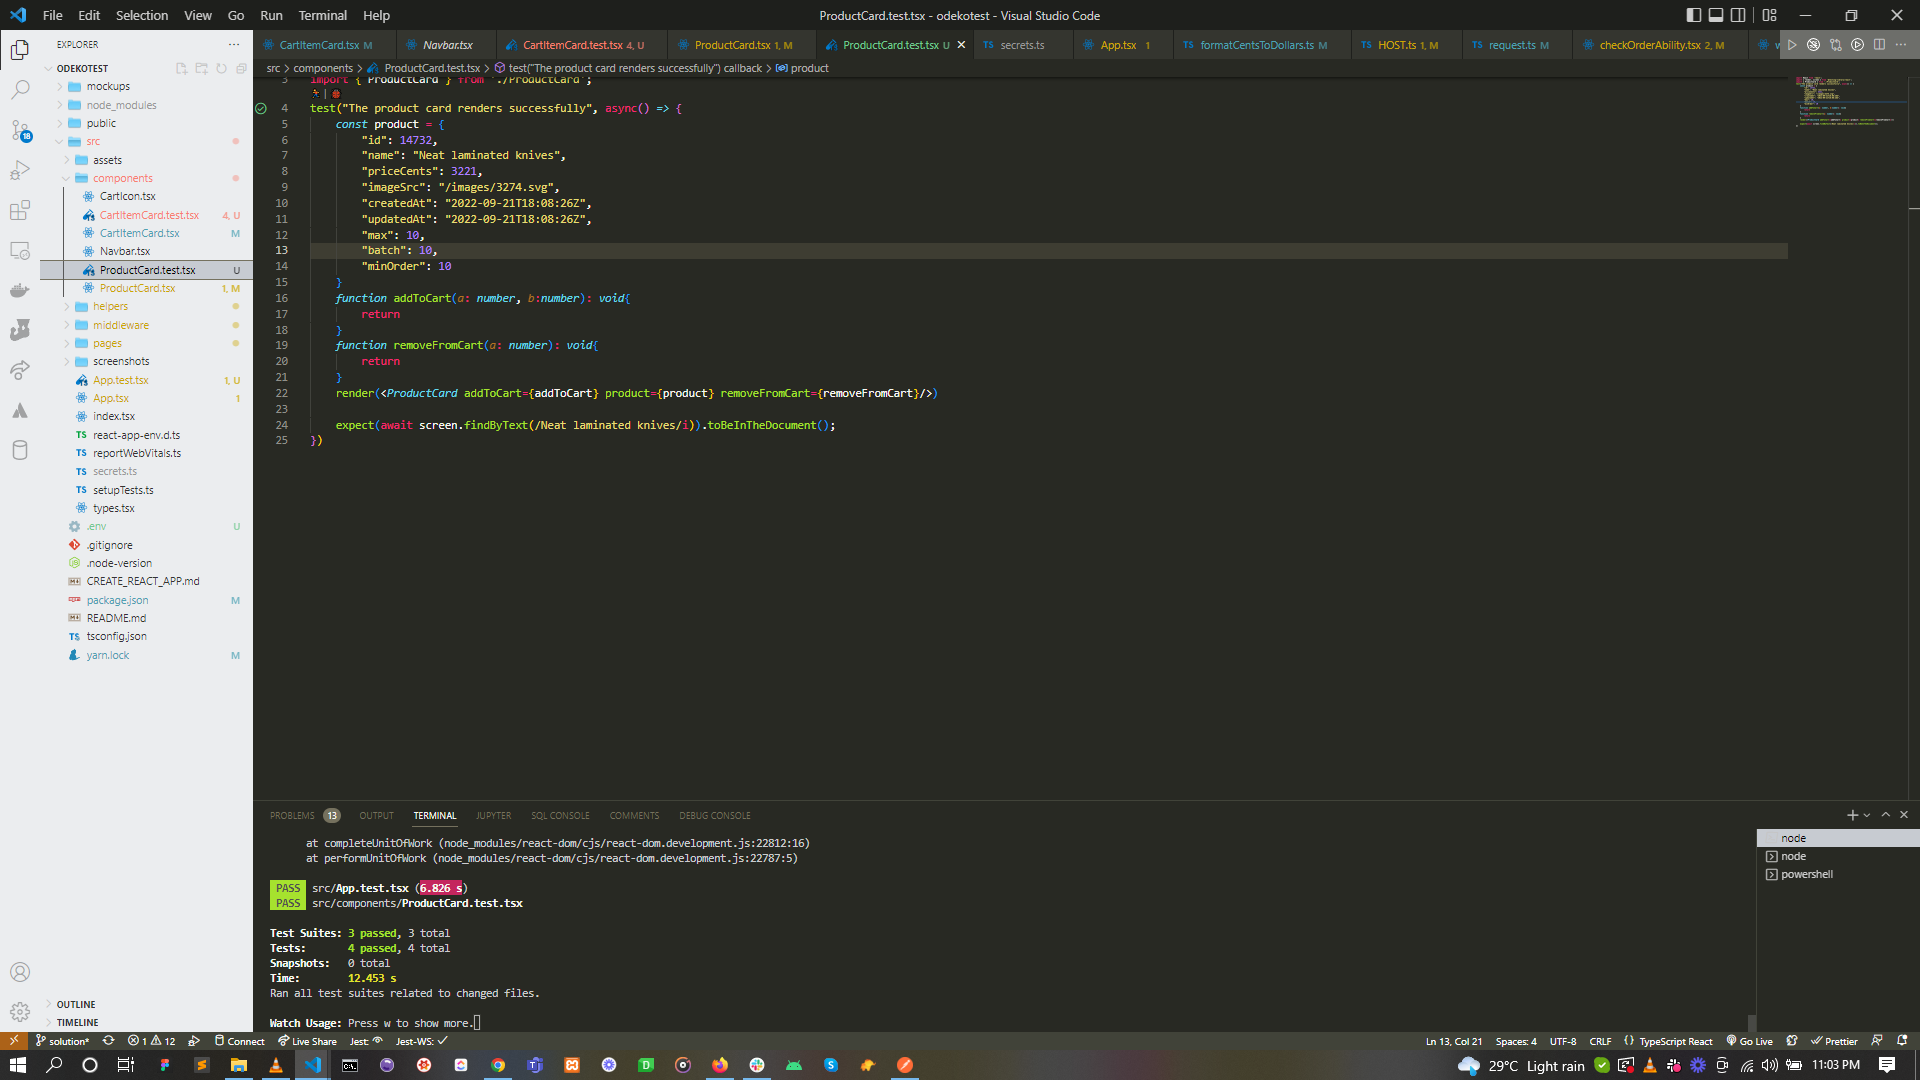 File Edit Selection View Go Run Terminal Help
ProductCard.test.tsx - odekotest - Visual Studio Code
EXPLORER
CartItemCard.tsx M
Navbar.tsx
CartItemCard.test.tsx 4, U
ProductCard.tsx 1, M
ProductCard.test.tsx U
TS secrets.ts
App.tsx 1
TS formatCentsToDollars.ts M
TS HOST.ts 1, M
TS request.ts M
checkOrderAbility.tsx 2, M
src > components > ProductCard.test.tsx > test("The product card renders successfully") callback > product
ODEKOTEST
mockups
node_modules
public
src
assets
components
CartIcon.tsx
CartItemCard.test.tsx 4, U
CartItemCard.tsx M
Navbar.tsx
ProductCard.test.tsx U
ProductCard.tsx 1, M
helpers
middleware
pages
screenshots
App.test.tsx 1, U
App.tsx 1
index.tsx
TS react-app-env.d.ts
TS reportWebVitals.ts
TS secrets.ts
TS setupTests.ts
types.tsx
.env U
.gitignore
.node-version
CREATE_REACT_APP.md
package.json M
README.md
TS tsconfig.json
yarn.lock M
OUTLINE
TIMELINE
18
3 import { ProductCard } from './ProductCard';
4 test("The product card renders successfully", async() => {
5 const product = {
6 "id": 14732,
7 "name": "Neat laminated knives",
8 "priceCents": 3221,
9 "imageSrc": "/images/3274.svg",
10 "createdAt": "2022-09-21T18:08:26Z",
11 "updatedAt": "2022-09-21T18:08:26Z",
12 "max": 10,
13 "batch": 10,
14 "minOrder": 10
15 }
16 function addToCart(a: number, b:number): void{
17 return
18 }
19 function removeFromCart(a: number): void{
20 return
21 }
22 render(<ProductCard addToCart={addToCart} product={product} removeFromCart={removeFromCart}/>)
23
24 expect(await screen.findByText(/Neat laminated knives/i)).toBeInTheDocument();
25 })
PROBLEMS 13 OUTPUT TERMINAL JUPYTER SQL CONSOLE COMMENTS DEBUG CONSOLE
at completeUnitOfWork (node_modules/react-dom/cjs/react-dom.development.js:22812:16)
at performUnitOfWork (node_modules/react-dom/cjs/react-dom.development.js:22787:5)
PASS src/App.test.tsx (6.826 s)
PASS src/components/ProductCard.test.tsx
Test Suites: 3 passed, 3 total
Tests: 4 passed, 4 total
Snapshots: 0 total
Time: 12.453 s
Ran all test suites related to changed files.
Watch Usage: Press w to show more.
node
node
powershell
solution* 1 12 Connect Live Share Jest: Jest-WS:
Ln 13, Col 21 Spaces: 4 UTF-8 CRLF TypeScript React Go Live Prettier
29°C Light rain 11:03 PM